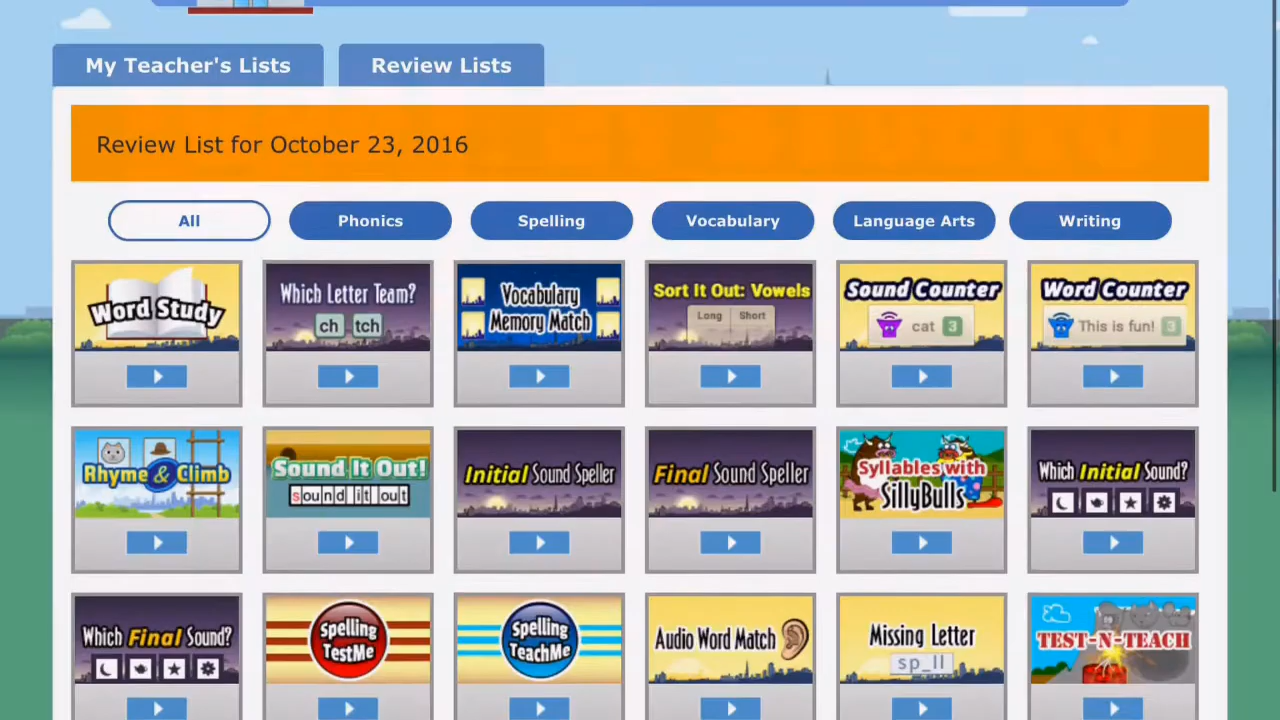 My Teacher's Lists
Review Lists
Review List for October 23, 2016
All
Phonics
Spelling
Vocabulary
Language Arts
Writing
Word Study
Which Letter Team?
ch tch
Vocabulary
Memory Match
Sort It Out: Vowels
Long Short
Sound Counter
cat 3
Word Counter
This is fun! 3
Rhyme & Climb
Sound It Out!
sound it out
Initial Sound Speller
Final Sound Speller
Syllables with
SillyBulls
Which Initial Sound?
Which Final Sound?
Spelling
TestMe
Spelling
TeachMe
Audio Word Match
Missing Letter
sp_ll
TEST-N-TEACH